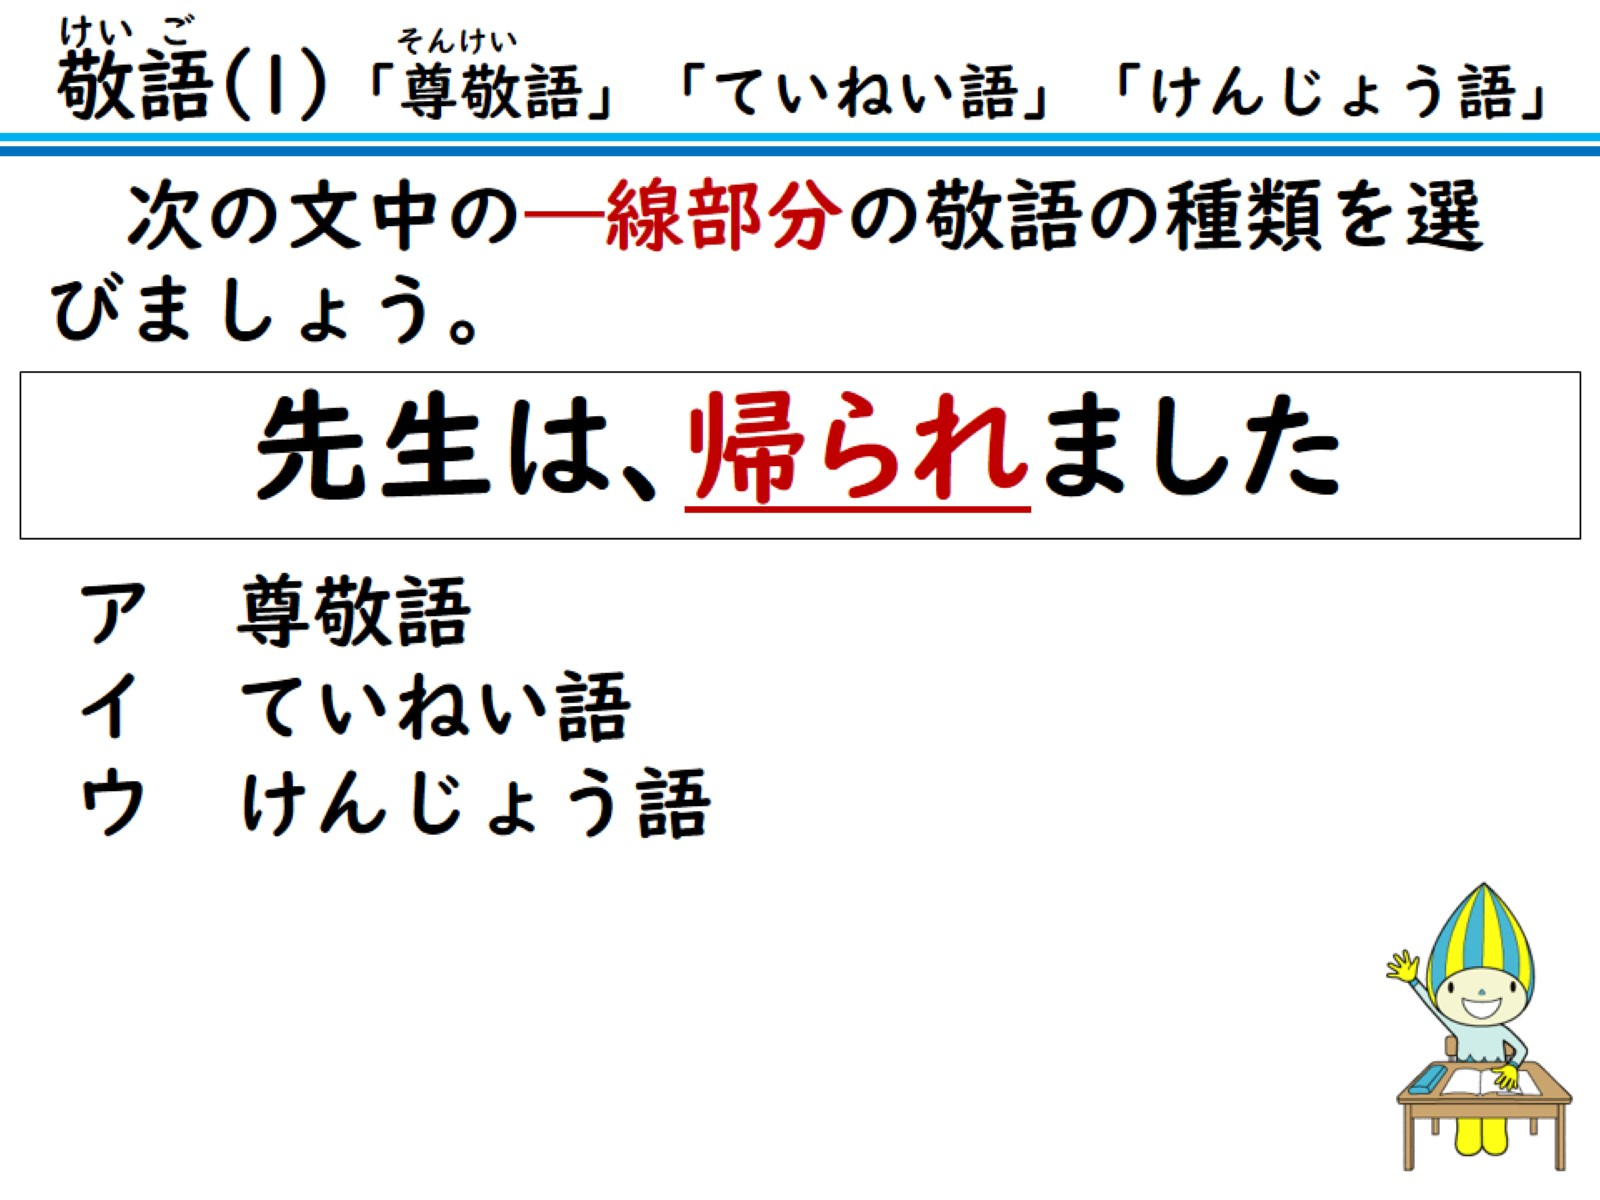 けいご そんけい
敬語(1)「尊敬語」「ていねい語」「けんじょう語」
次の文中の―線部分の敬語の種類を選
びましょう。
先生は、帰られました
ア 尊敬語
イ ていねい語
ウ けんじょう語